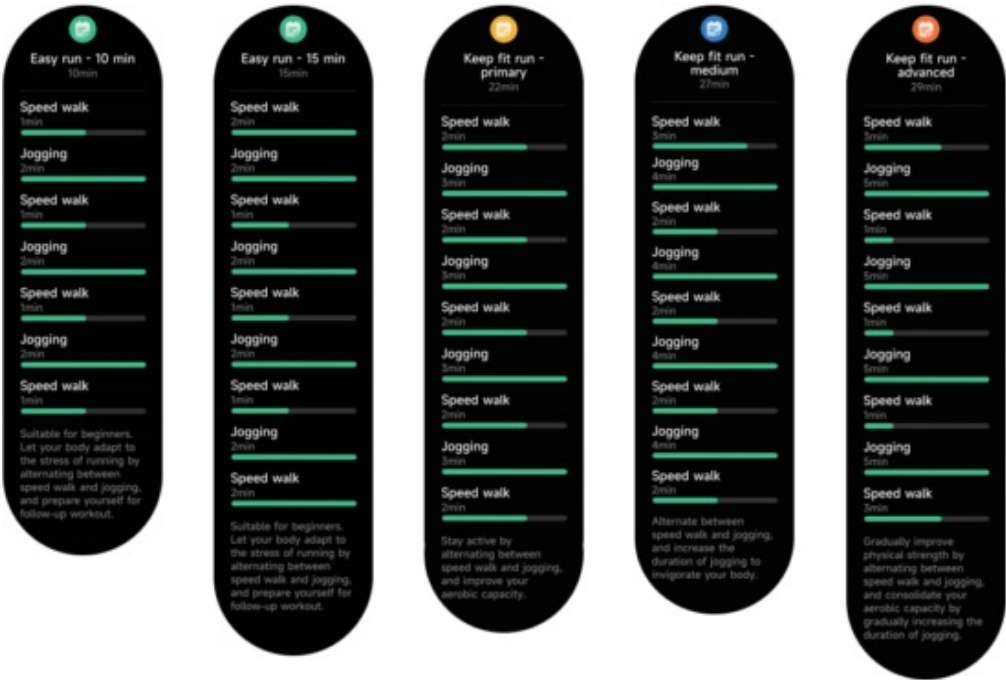 Easy run - 10 min
10min
Speed walk
1min
Jogging
2min
Speed walk
1min
Jogging
2min
Speed walk
1min
Jogging
2min
Speed walk
1min
Suitable for beginners.
Let your body adapt to
the stress of running by
alternating between
speed walk and jogging,
and prepare yourself for
follow-up workout.
Easy run - 15 min
15min
Speed walk
2min
Jogging
2min
Speed walk
1min
Jogging
2min
Speed walk
1min
Jogging
2min
Speed walk
1min
Jogging
2min
Speed walk
2min
Suitable for beginners.
Let your body adapt to
the stress of running by
alternating between
speed walk and jogging,
and prepare yourself for
follow-up workout.
Keep fit run -
primary
22min
Speed walk
2min
Jogging
3min
Speed walk
2min
Jogging
3min
Speed walk
2min
Jogging
3min
Speed walk
2min
Jogging
3min
Speed walk
2min
Stay active by
alternating between
speed walk and jogging,
and improve your
aerobic capacity.
Keep fit run -
medium
27min
Speed walk
3min
Jogging
4min
Speed walk
2min
Jogging
4min
Speed walk
2min
Jogging
4min
Speed walk
2min
Jogging
4min
Speed walk
2min
Alternate between
speed walk and jogging,
and increase the
duration of jogging to
invigorate your body.
Keep fit run -
advanced
29min
Speed walk
3min
Jogging
5min
Speed walk
1min
Jogging
5min
Speed walk
1min
Jogging
5min
Speed walk
1min
Jogging
5min
Speed walk
3min
Gradually improve
physical strength by
alternating between
speed walk and jogging,
and consolidate your
aerobic capacity by
gradually increasing the
duration of jogging.